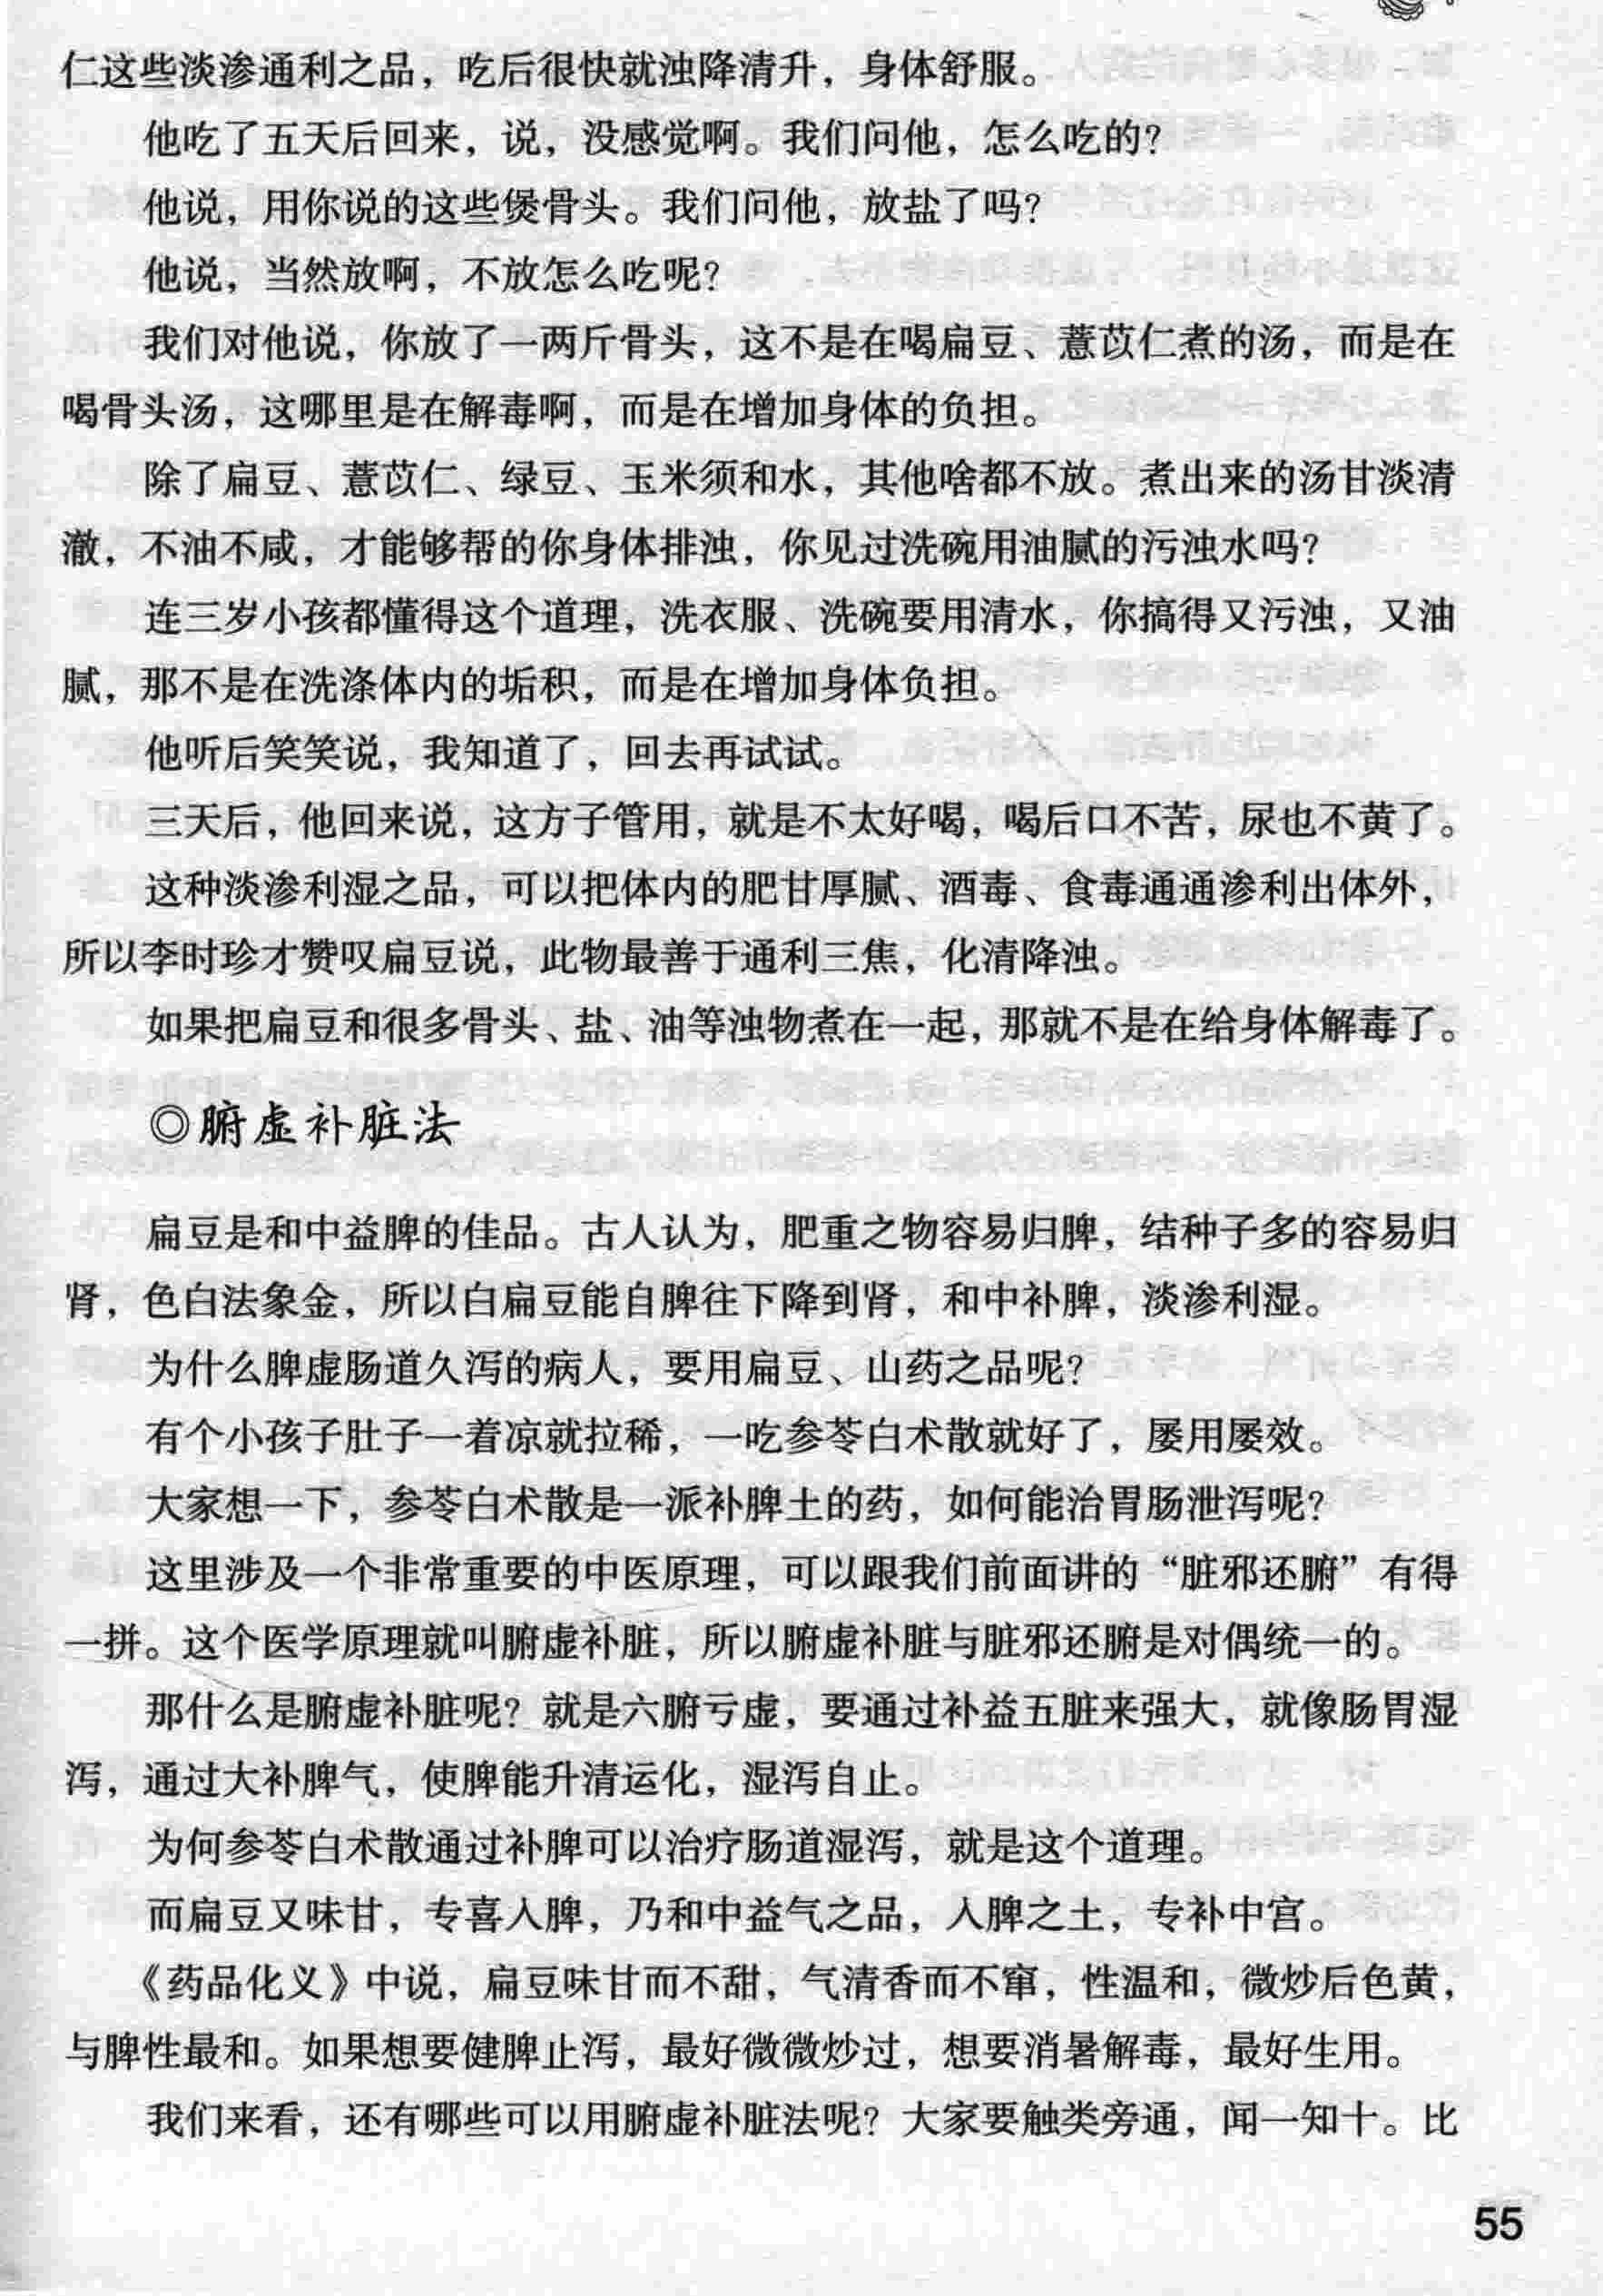 仁这些淡渗通利之品，吃后很快就浊降清升，身体舒服。
他吃了五天后回来，说，没感觉啊。我们问他，怎么吃的？
他说，用你说的这些煲骨头。我们问他，放盐了吗？
他说，当然放啊，不放怎么吃呢？
我们对他说，你放了一两斤骨头，这不是在喝扁豆、薏苡仁煮的汤，而是在
喝骨头汤，这哪里是在解毒啊，而是在增加身体的负担。
除了扁豆、薏苡仁、绿豆、玉米须和水，其他啥都不放。煮出来的汤甘淡清
澈，不油不咸，才能够帮的你身体排浊，你见过洗碗用油腻的污浊水吗？
连三岁小孩都懂得这个道理，洗衣服、洗碗要用清水，你搞得又污浊，又油
腻，那不是在洗涤体内的垢积，而是在增加身体负担。
他听后笑笑说，我知道了，回去再试试。
三天后，他回来说，这方子管用，就是不太好喝，喝后口不苦，尿也不黄了。
这种淡渗利湿之品，可以把体内的肥甘厚腻、酒毒、食毒通通渗利出体外，
所以李时珍才赞叹扁豆说，此物最善于通利三焦，化清降浊。
如果把扁豆和很多骨头、盐、油等浊物煮在一起，那就不是在给身体解毒了。
◎腑虚补脏法
扁豆是和中益脾的佳品。古人认为，肥重之物容易归脾，结种子多的容易归
肾，色白法象金，所以白扁豆能自脾往下降到肾，和中补脾，淡渗利湿。
为什么脾虚肠道久泻的病人，要用扁豆、山药之品呢？
有个小孩子肚子一着凉就拉稀，一吃参苓白术散就好了，屡用屡效。
大家想一下，参苓白术散是一派补脾土的药，如何能治胃肠泄泻呢？
这里涉及一个非常重要的中医原理，可以跟我们前面讲的“脏邪还腑”有得
一拼。这个医学原理就叫腑虚补脏，所以腑虚补脏与脏邪还腑是对偶统一的。
那什么是腑虚补脏呢？就是六腑亏虚，要通过补益五脏来强大，就像肠胃湿
泻，通过大补脾气，使脾能升清运化，湿泻自止。
为何参苓白术散通过补脾可以治疗肠道湿泻，就是这个道理。
而扁豆又味甘，专喜入脾，乃和中益气之品，入脾之土，专补中宫。
《药品化义》中说，扁豆味甘而不甜，气清香而不窜，性温和，微炒后色黄，
与脾性最和。如果想要健脾止泻，最好微微炒过，想要消暑解毒，最好生用。
我们来看，还有哪些可以用腑虚补脏法呢？大家要触类旁通，闻一知十。比
55